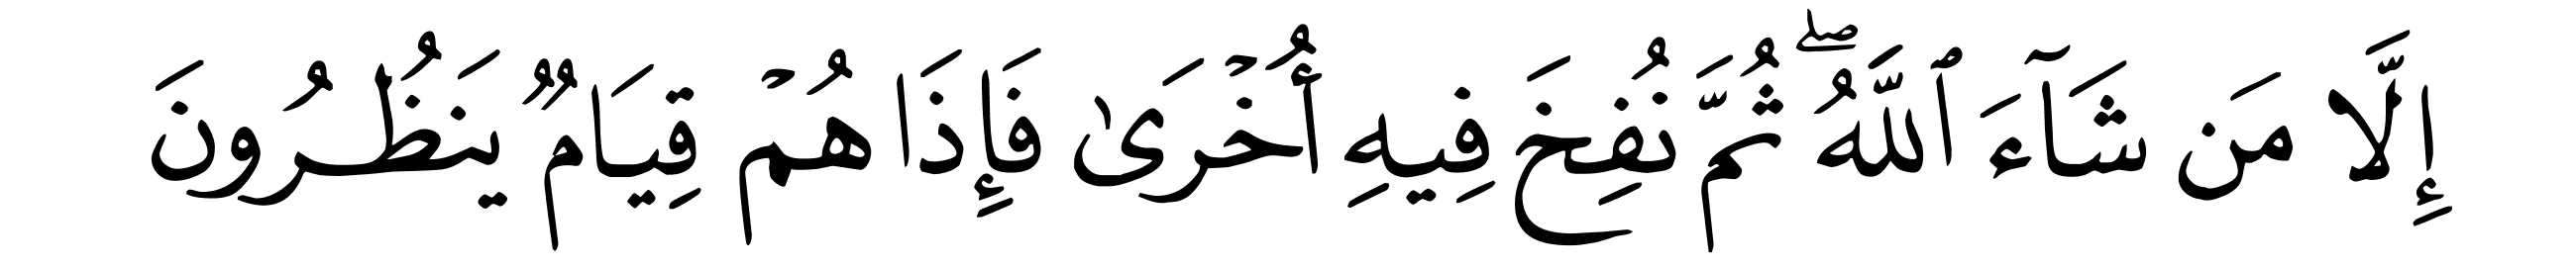 إِلَّا مَن شَآءَ ٱللَّهُۖ ثُمَّ نُفِخَ فِيهِ أُخۡرَىٰ فَإِذَا هُمۡ قِيَامٌ يَنظُرُونَ